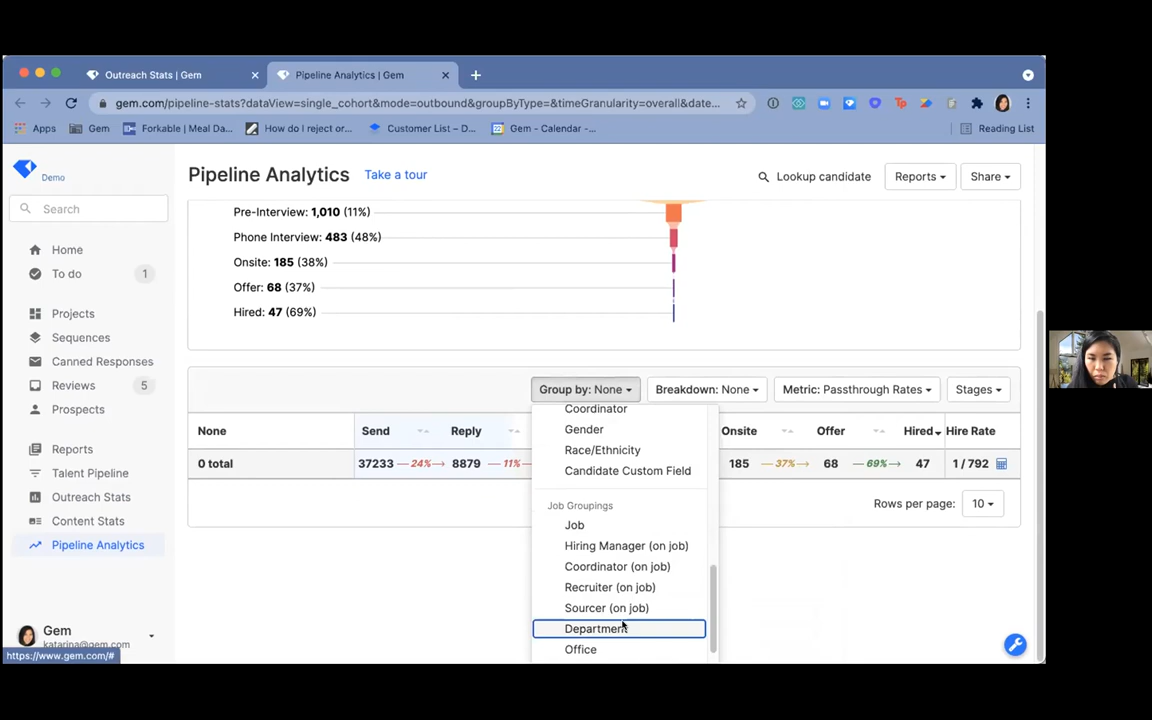 Outreach Stats | Gem
Pipeline Analytics | Gem
gem.com/pipeline-stats?dataView=single_cohort&mode=outbound&groupByType=&timeGranularity=overall&date...
Apps
Gem
Forkable | Meal Da...
How do I reject or...
Customer List – D...
Gem - Calendar -...
Reading List
Demo
Pipeline Analytics
Take a tour
Lookup candidate
Reports
Share
Search
Home
To do
1
Projects
Sequences
Canned Responses
Reviews
5
Prospects
Reports
Talent Pipeline
Outreach Stats
Content Stats
Pipeline Analytics
Gem
katarina@gem.com
https://www.gem.com/#
Pre-Interview: 1,010 (11%)
Phone Interview: 483 (48%)
Onsite: 185 (38%)
Offer: 68 (37%)
Hired: 47 (69%)
Group by: None
Breakdown: None
Metric: Passthrough Rates
Stages
None
Send
Reply
Onsite
Offer
Hired
Hire Rate
0 total
37233
24%
8879
11%
185
37%
68
69%
47
1 / 792
Rows per page:
10
Coordinator
Gender
Race/Ethnicity
Candidate Custom Field
Job Groupings
Job
Hiring Manager (on job)
Coordinator (on job)
Recruiter (on job)
Sourcer (on job)
Department
Office